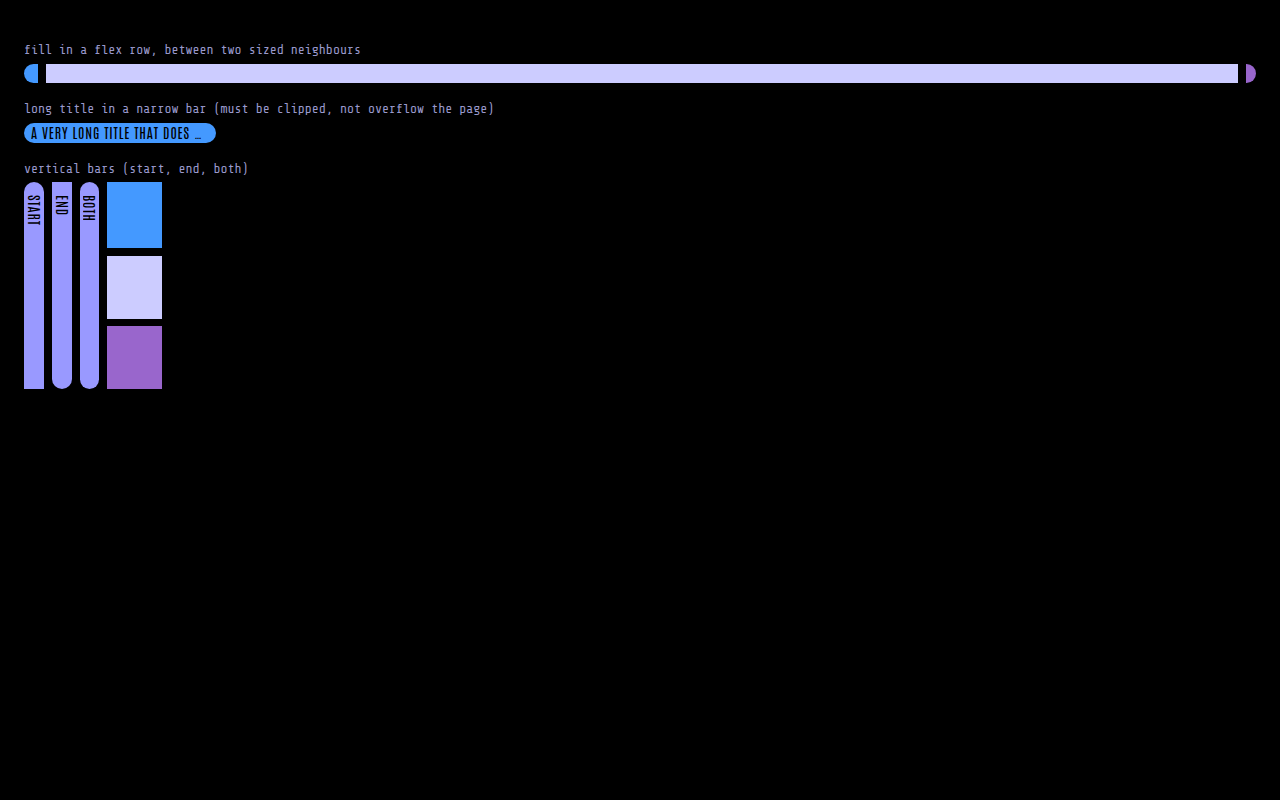 fill in a flex row, between two sized neighbours
long title in a narrow bar (must be clipped, not overflow the page)
A VERY LONG TITLE THAT DOES …
vertical bars (start, end, both)
START
END
BOTH